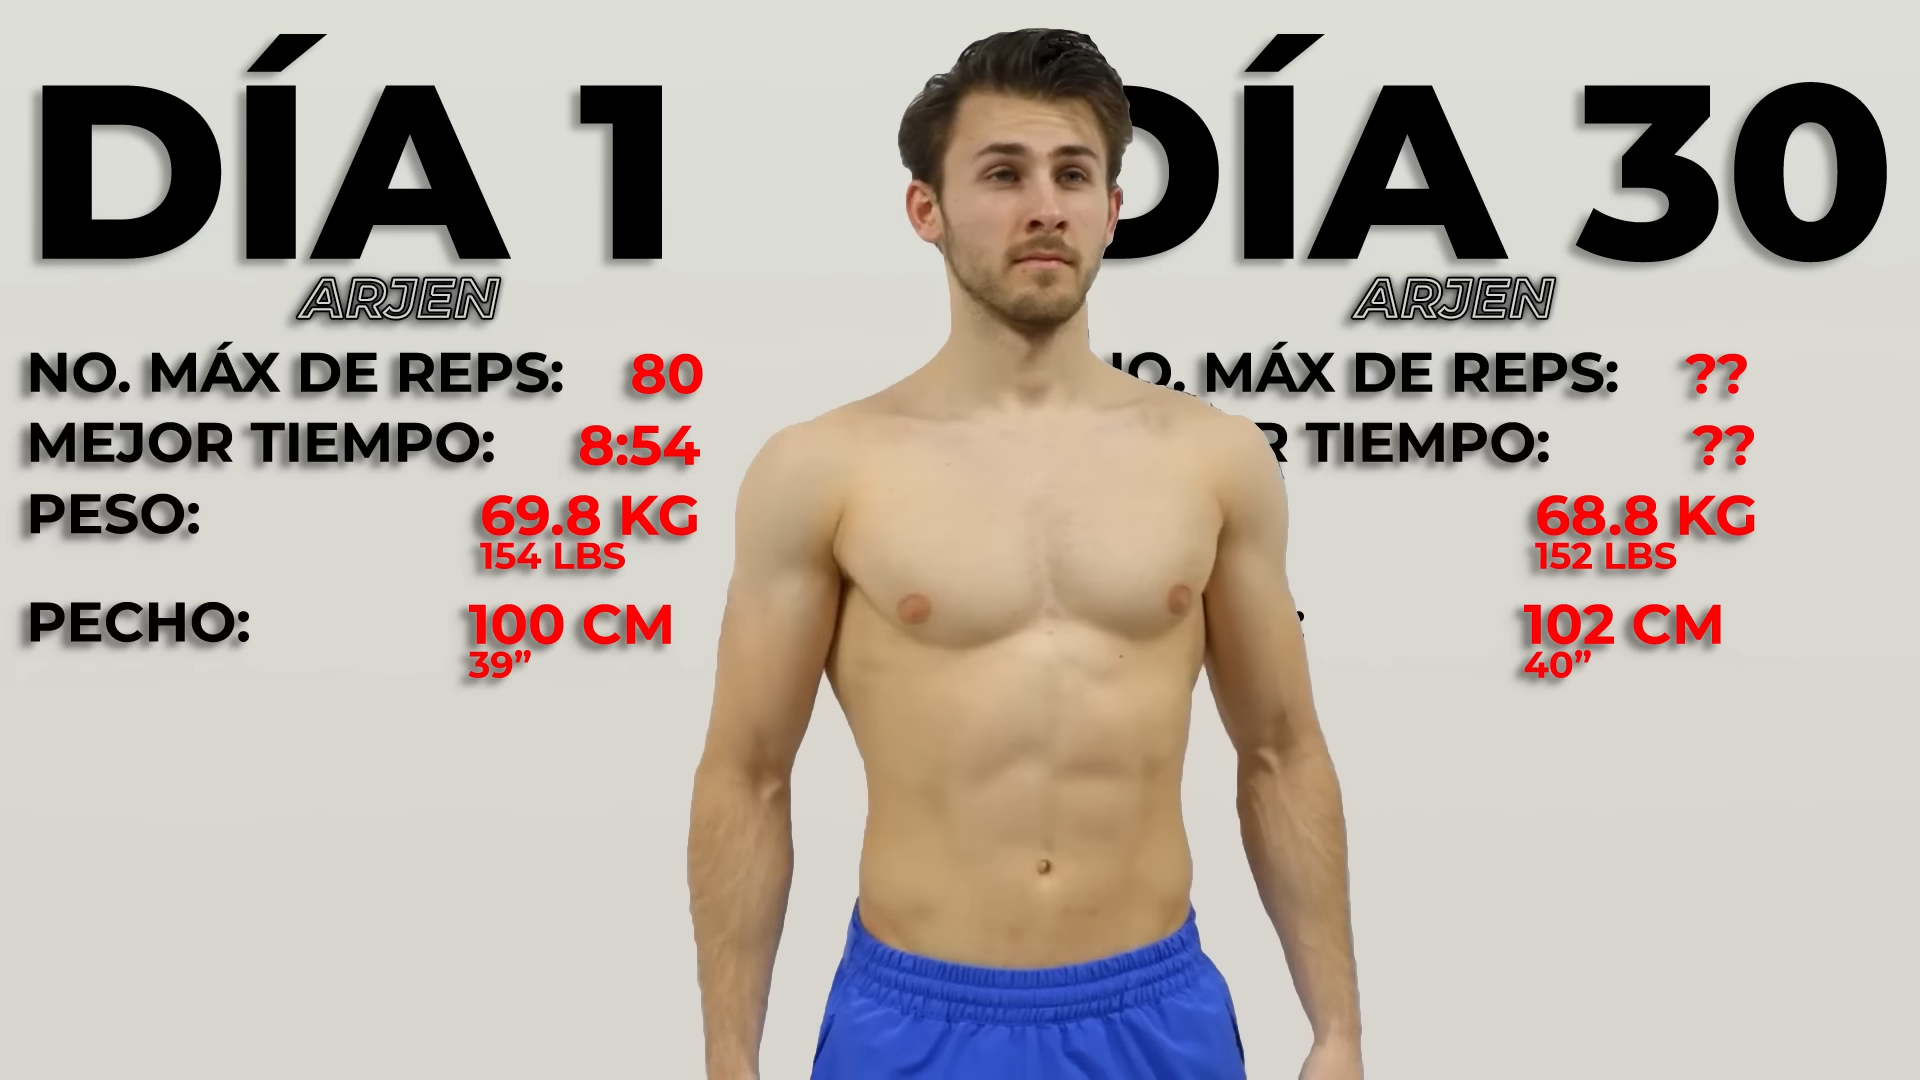 DÍA 1
ARJEN
NO. MÁX DE REPS: 80
MEJOR TIEMPO: 8:54
PESO: 69.8 KG
154 LBS
PECHO: 100 CM
39”
DÍA 30
ARJEN
NO. MÁX DE REPS: ??
TIEMPO: ??
68.8 KG
152 LBS
102 CM
40”